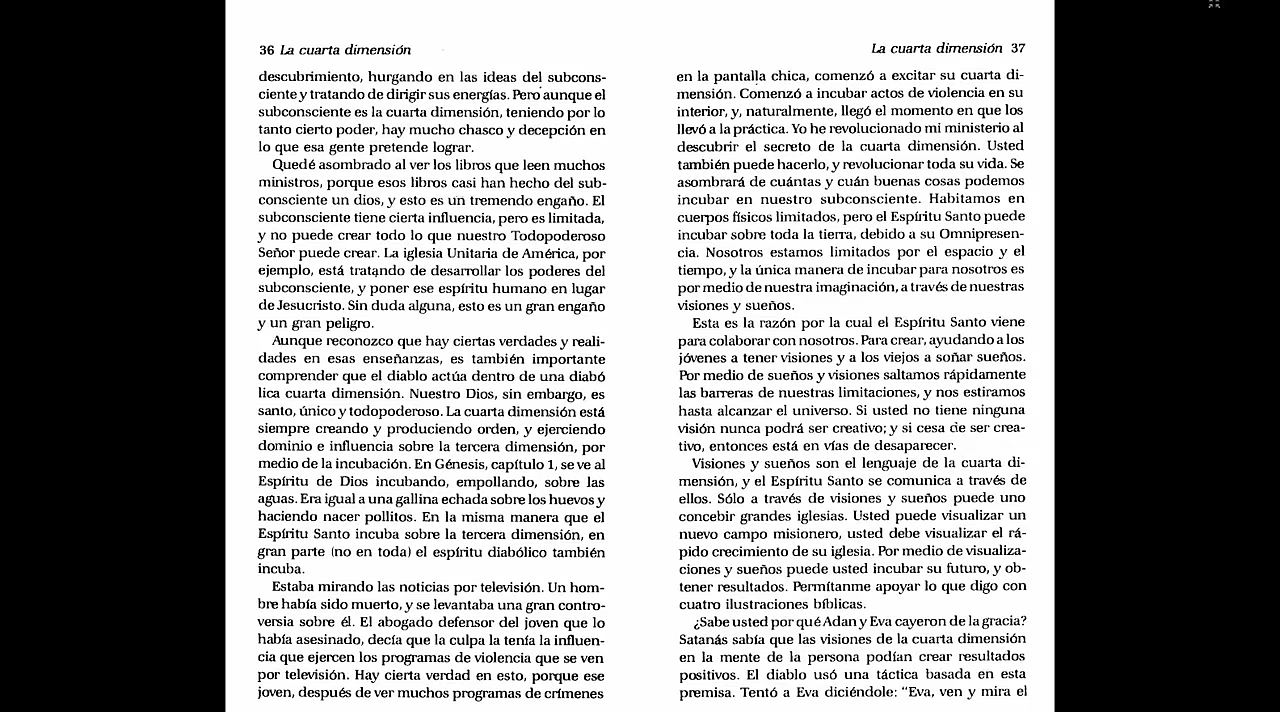 36 La cuarta dimensión
descubrimiento, hurgando en las ideas del subcons-
ciente y tratando de dirigir sus energías. Pero aunque el
subconsciente es la cuarta dimensión, teniendo por lo
tanto cierto poder, hay mucho chasco y decepción en
lo que esa gente pretende lograr.
Quedé asombrado al ver los libros que leen muchos
ministros, porque esos libros casi han hecho del sub-
consciente un dios, y esto es un tremendo engaño. El
subconsciente tiene cierta influencia, pero es limitada,
y no puede crear todo lo que nuestro Todopoderoso
Señor puede crear. La iglesia Unitaria de América, por
ejemplo, está tratando de desarrollar los poderes del
subconsciente, y poner ese espíritu humano en lugar
de Jesucristo. Sin duda alguna, esto es un gran engaño
y un gran peligro.
Aunque reconozco que hay ciertas verdades y reali-
dades en esas enseñanzas, es también importante
comprender que el diablo actúa dentro de una diabó
lica cuarta dimensión. Nuestro Dios, sin embargo, es
santo, único y todopoderoso. La cuarta dimensión está
siempre creando y produciendo orden, y ejerciendo
dominio e influencia sobre la tercera dimensión, por
medio de la incubación. En Génesis, capítulo 1, se ve al
Espíritu de Dios incubando, empollando, sobre las
aguas. Era igual a una gallina echada sobre los huevos y
haciendo nacer pollitos. En la misma manera que el
Espíritu Santo incuba sobre la tercera dimensión, en
gran parte (no en toda) el espíritu diabólico también
incuba.
Estaba mirando las noticias por televisión. Un hom-
bre había sido muerto, y se levantaba una gran contro-
versia sobre él. El abogado defensor del joven que lo
había asesinado, decía que la culpa la tenía la influen-
cia que ejercen los programas de violencia que se ven
por televisión. Hay cierta verdad en esto, porque ese
joven, después de ver muchos programas de crímenes
La cuarta dimensión 37
en la pantalla chica, comenzó a excitar su cuarta di-
mensión. Comenzó a incubar actos de violencia en su
interior, y, naturalmente, llegó el momento en que los
llevó a la práctica. Yo he revolucionado mi ministerio al
descubrir el secreto de la cuarta dimensión. Usted
también puede hacerlo, y revolucionar toda su vida. Se
asombrará de cuántas y cuán buenas cosas podemos
incubar en nuestro subconsciente. Habitamos en
cuerpos físicos limitados, pero el Espíritu Santo puede
incubar sobre toda la tierra, debido a su Omnipresen-
cia. Nosotros estamos limitados por el espacio y el
tiempo, y la única manera de incubar para nosotros es
por medio de nuestra imaginación, a través de nuestras
visiones y sueños.
Esta es la razón por la cual el Espíritu Santo viene
para colaborar con nosotros. Para crear, ayudando a los
jóvenes a tener visiones y a los viejos a soñar sueños.
Por medio de sueños y visiones saltamos rápidamente
las barreras de nuestras limitaciones, y nos estiramos
hasta alcanzar el universo. Si usted no tiene ninguna
visión nunca podrá ser creativo; y si cesa de ser crea-
tivo, entonces está en vías de desaparecer.
Visiones y sueños son el lenguaje de la cuarta di-
mensión, y el Espíritu Santo se comunica a través de
ellos. Sólo a través de visiones y sueños puede uno
concebir grandes iglesias. Usted puede visualizar un
nuevo campo misionero, usted debe visualizar el rá-
pido crecimiento de su iglesia. Por medio de visualiza-
ciones y sueños puede usted incubar su futuro, y ob-
tener resultados. Permítanme apoyar lo que digo con
cuatro ilustraciones bíblicas.
¿Sabe usted por qué Adan y Eva cayeron de la gracia?
Satanás sabía que las visiones de la cuarta dimensión
en la mente de la persona podían crear resultados
positivos. El diablo usó una táctica basada en esta
premisa. Tentó a Eva diciéndole: "Eva, ven y mira el